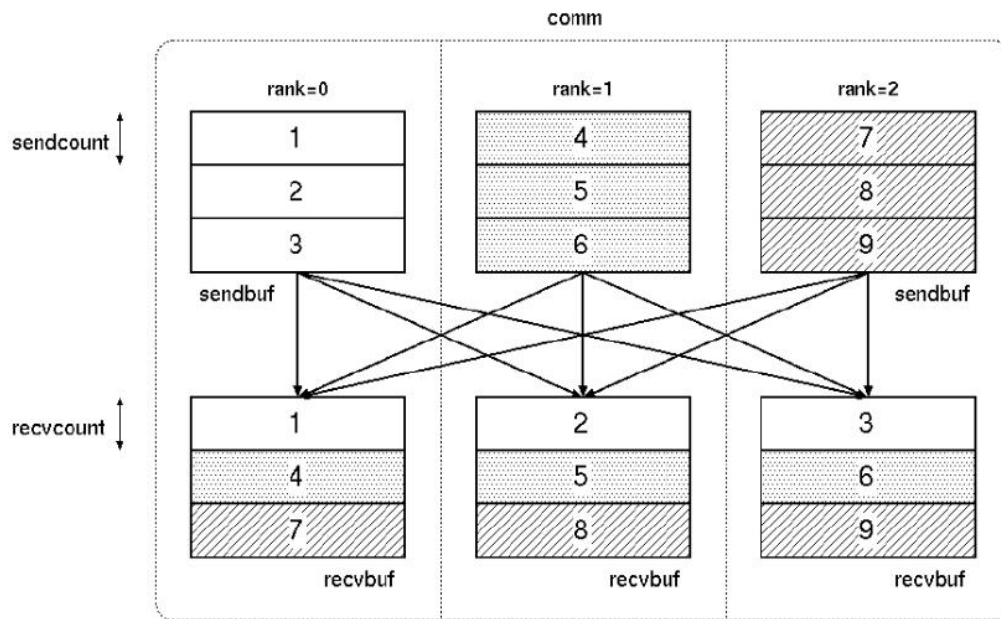 comm
rank=0 rank=1 rank=2
sendcount 1 4 7
2 5 8
3 6 9
sendbuf sendbuf
recvcount 1 2 3
4 5 6
7 8 9
recvbuf recvbuf recvbuf